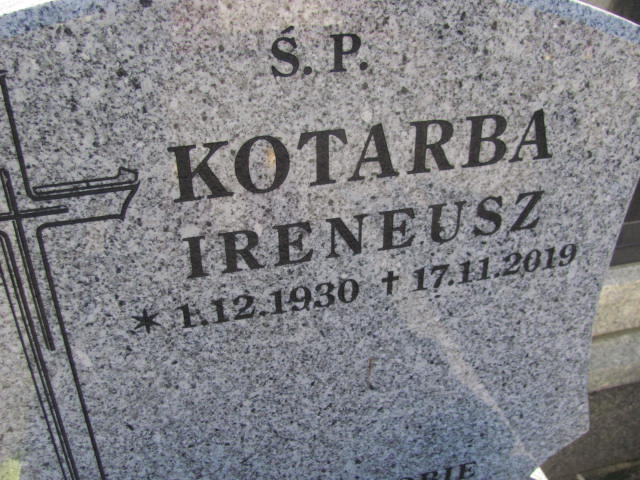 Ś. P.
KOTARBA
IRENEUSZ
* 1.12.1930 † 17.11.2019